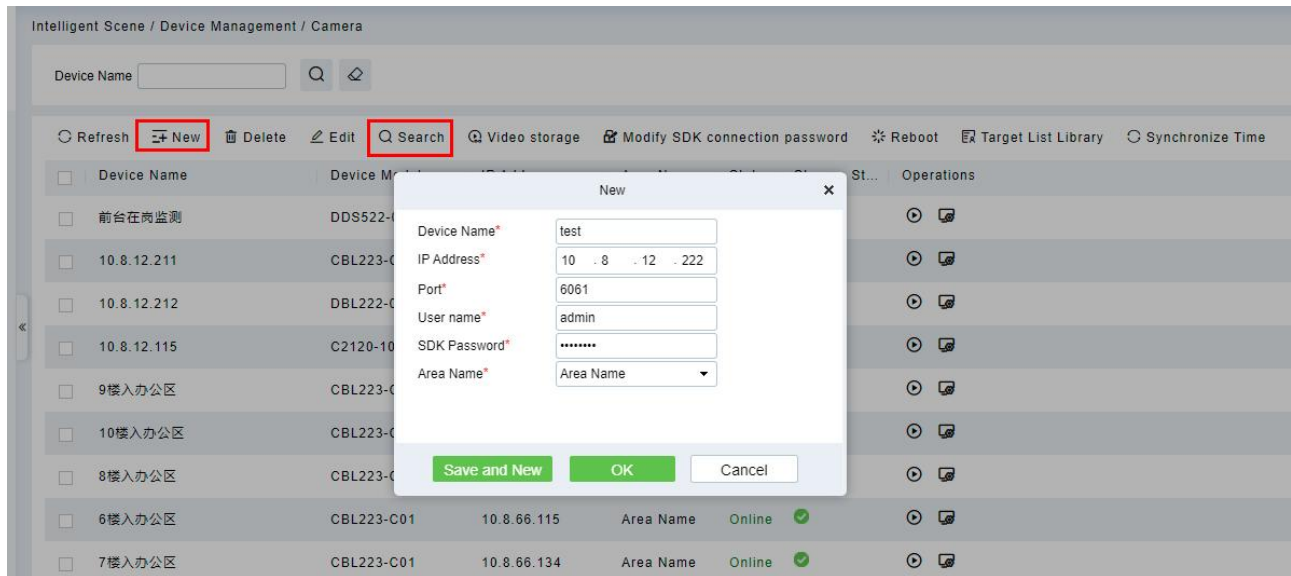 Intelligent Scene / Device Management / Camera
Device Name
Refresh New Delete Edit Search Video storage Modify SDK connection password Reboot Target List Library Synchronize Time
Device Name Device St... Operations
New
前台在岗监测 DDS522-
Device Name* test
10.8.12.211 CBL223-
IP Address* 10 . 8 . 12 . 222
Port* 6061
10.8.12.212 DBL222-
User name* admin
10.8.12.115 C2120-10
SDK Password* ••••••••
Area Name* Area Name
9楼入办公区 CBL223-
10楼入办公区 CBL223-
8楼入办公区 CBL223-
Save and New OK Cancel
6楼入办公区 CBL223-C01 10.8.66.115 Area Name Online
7楼入办公区 CBL223-C01 10.8.66.134 Area Name Online